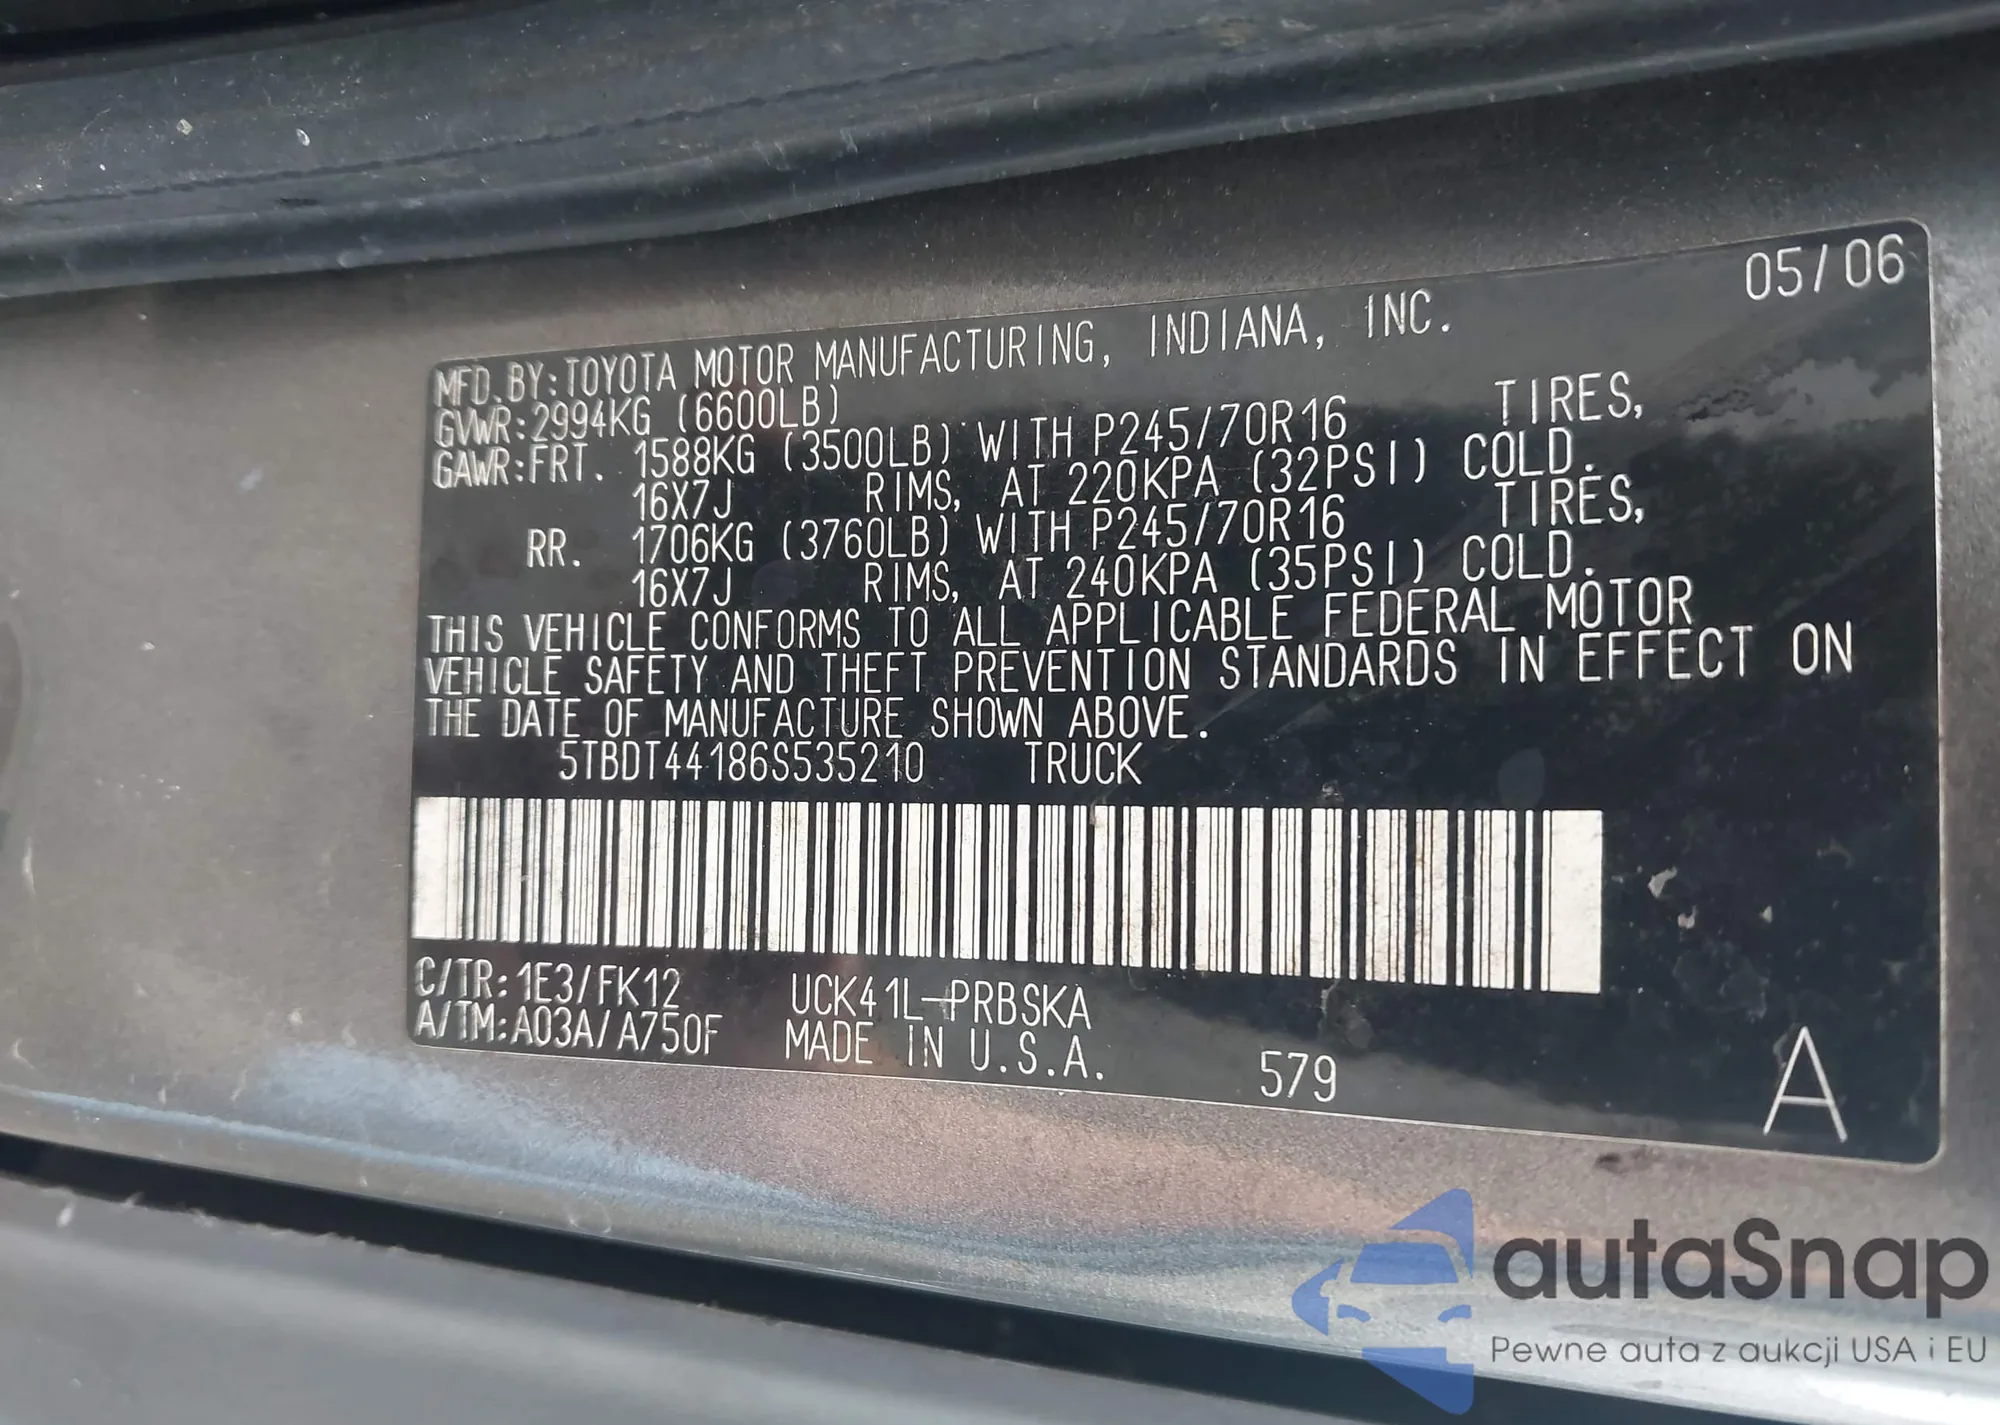 05/06
MFD.BY:TOYOTA MOTOR MANUFACTURING, INDIANA, INC.
GVWR:2994KG (6600LB)
GAWR:FRT. 1588KG (3500LB) WITH P245/70R16 TIRES,
16X7J RIMS, AT 220KPA (32PSI) COLD.
RR. 1706KG (3760LB) WITH P245/70R16 TIRES,
16X7J RIMS, AT 240KPA (35PSI) COLD.
THIS VEHICLE CONFORMS TO ALL APPLICABLE FEDERAL MOTOR
VEHICLE SAFETY AND THEFT PREVENTION STANDARDS IN EFFECT ON
THE DATE OF MANUFACTURE SHOWN ABOVE.
5TBDT44186S535210 TRUCK
C/TR:1E3/FK12 UCK41L-PRBSKA
A/TM:A03A/A750F MADE IN U.S.A. 579 A
autaSnap
Pewne auta z aukcji USA i EU